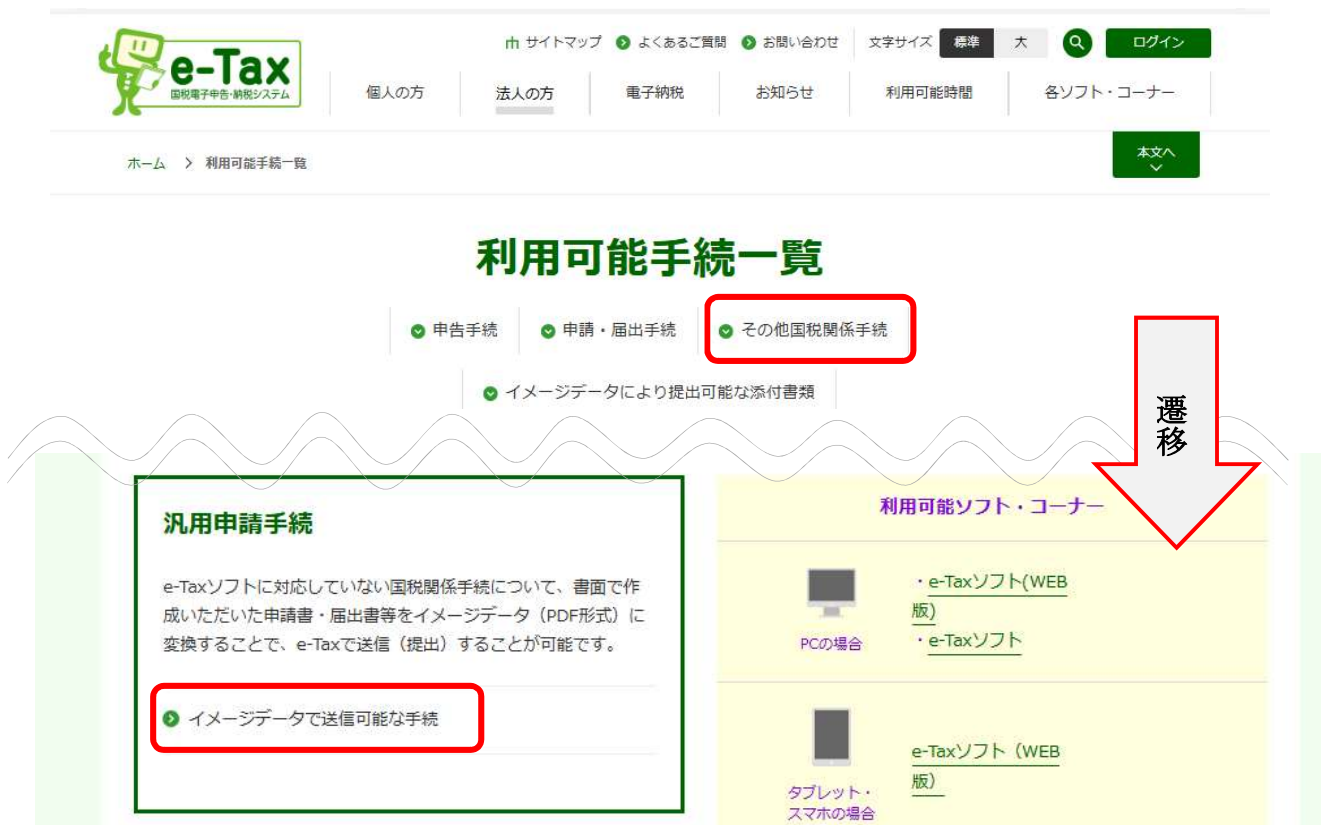 e-Tax
国税電子申告・納税システム
サイトマップ よくあるご質問 お問い合わせ 文字サイズ 標準 大 ログイン
個人の方 法人の方 電子納税 お知らせ 利用可能時間 各ソフト・コーナー
ホーム > 利用可能手続一覧
本文へ
利用可能手続一覧
申告手続 申請・届出手続 その他国税関係手続
イメージデータにより提出可能な添付書類
遷移
汎用申請手続
e-Taxソフトに対応していない国税関係手続について、書面で作
成いただいた申請書・届出書等をイメージデータ（PDF形式）に
変換することで、e-Taxで送信（提出）することが可能です。
イメージデータで送信可能な手続
利用可能ソフト・コーナー
・e-Taxソフト(WEB
版)
・e-Taxソフト
PCの場合
e-Taxソフト（WEB
版）
タブレット・
スマホの場合